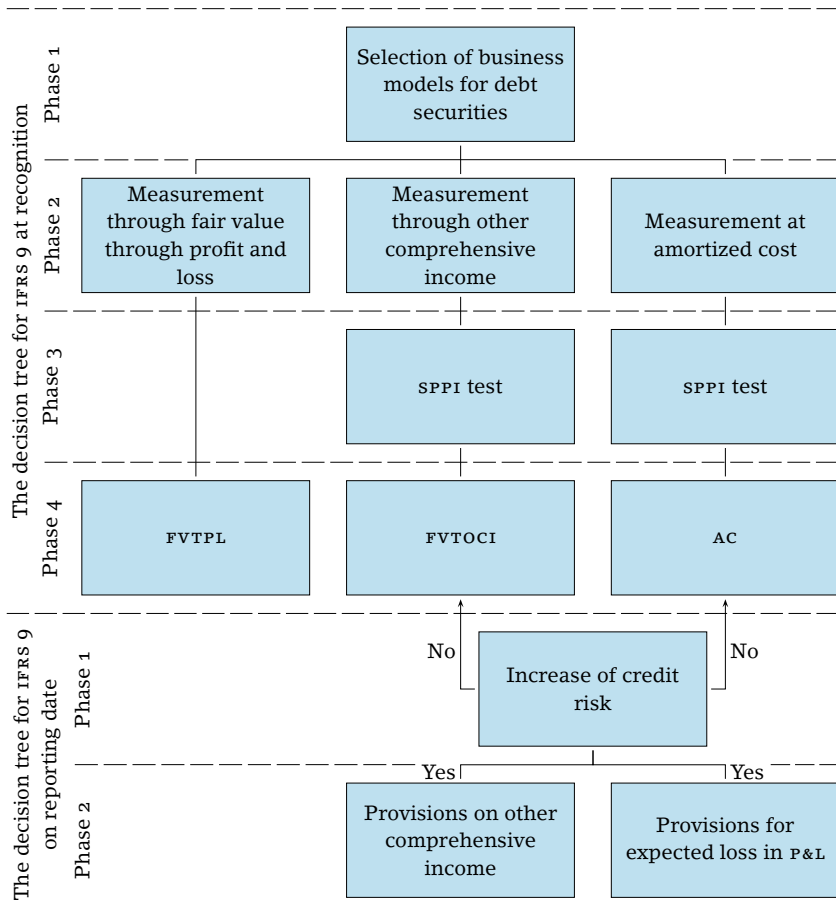 The decision tree for IFRS 9 at recognition
Phase 1
Selection of business
models for debt
securities
Phase 2
Measurement
through fair value
through profit and
loss
Measurement
through other
comprehensive
income
Measurement at
amortized cost
Phase 3
SPPI test
SPPI test
Phase 4
FVTPL
FVTOCI
AC
The decision tree for IFRS 9
on reporting date
Phase 1
No
Increase of credit
risk
No
Phase 2
Yes
Yes
Provisions on other
comprehensive
income
Provisions for
expected loss in P&L